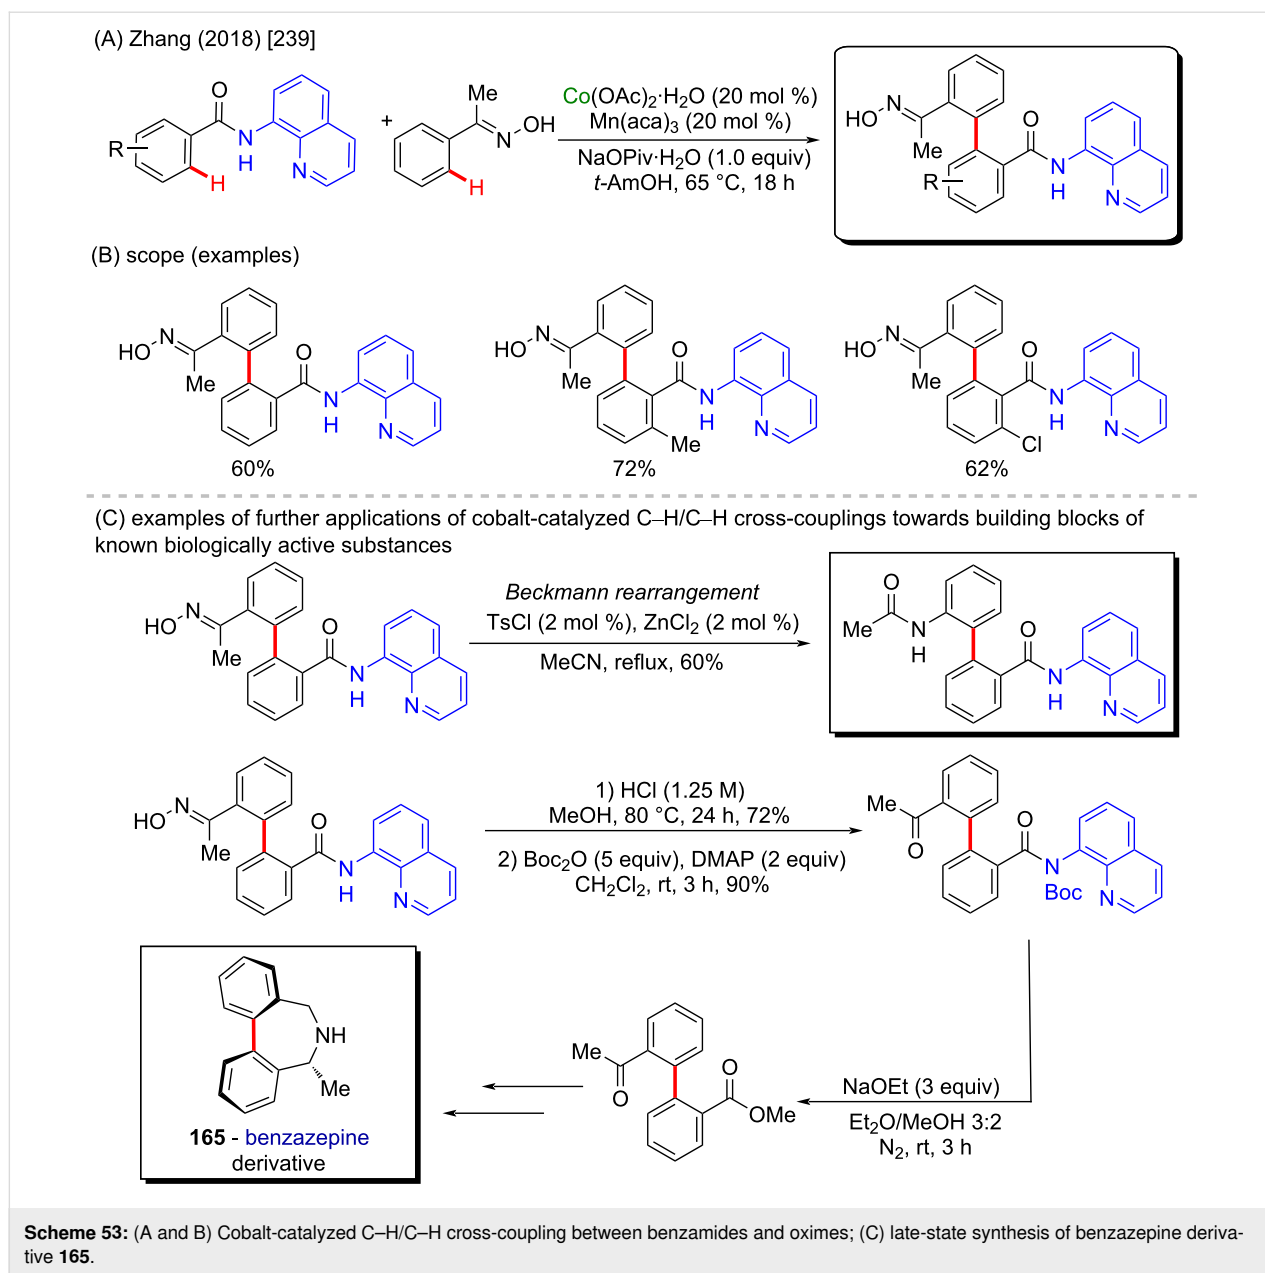 (A) Zhang (2018) [239]
O
N
H
N
R
H
+
Me
N
OH
H
Co(OAc)₂·H₂O (20 mol %)
Mn(aca)₃ (20 mol %)
NaOPiv·H₂O (1.0 equiv)
t-AmOH, 65 °C, 18 h
HO
N
Me
R
O
N
H
N
(B) scope (examples)
HO
N
Me
O
N
H
N
60%
HO
N
Me
O
N
H
N
Me
72%
HO
N
Me
O
N
H
N
Cl
62%
(C) examples of further applications of cobalt-catalyzed C–H/C–H cross-couplings towards building blocks of
known biologically active substances
HO
N
Me
O
N
H
N
Beckmann rearrangement
TsCl (2 mol %), ZnCl₂ (2 mol %)
MeCN, reflux, 60%
O
Me
N
H
O
N
H
N
HO
N
Me
O
N
H
N
1) HCl (1.25 M)
MeOH, 80 °C, 24 h, 72%
2) Boc₂O (5 equiv), DMAP (2 equiv)
CH₂Cl₂, rt, 3 h, 90%
Me
O
O
N
Boc
N
NaOEt (3 equiv)
Et₂O/MeOH 3:2
N₂, rt, 3 h
Me
O
O
OMe
NH
Me
165 - benzazepine
derivative
Scheme 53: (A and B) Cobalt-catalyzed C–H/C–H cross-coupling between benzamides and oximes; (C) late-state synthesis of benzazepine deriva-
tive 165.